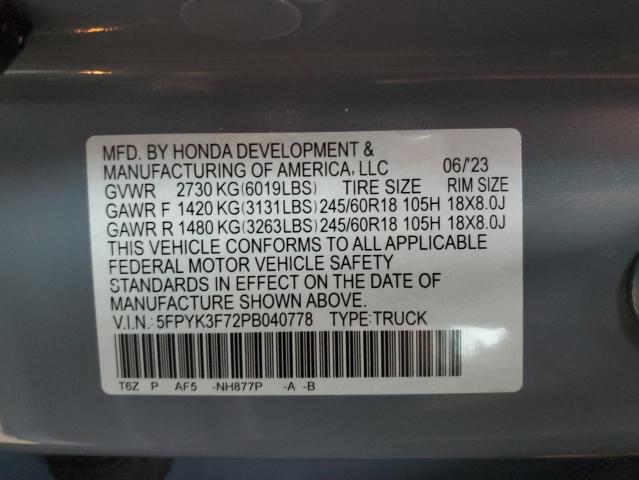 MFD. BY HONDA DEVELOPMENT &
MANUFACTURING OF AMERICA, LLC 06/'23
GVWR 2730 KG(6019LBS) TIRE SIZE RIM SIZE
GAWR F 1420 KG(3131LBS) 245/60R18 105H 18X8.0J
GAWR R 1480 KG(3263LBS) 245/60R18 105H 18X8.0J
THIS VEHICLE CONFORMS TO ALL APPLICABLE
FEDERAL MOTOR VEHICLE SAFETY
STANDARDS IN EFFECT ON THE DATE OF
MANUFACTURE SHOWN ABOVE.
V.I.N.: 5FPYK3F72PB040778 TYPE:TRUCK
T6Z P AF5 -NH877P -A -B